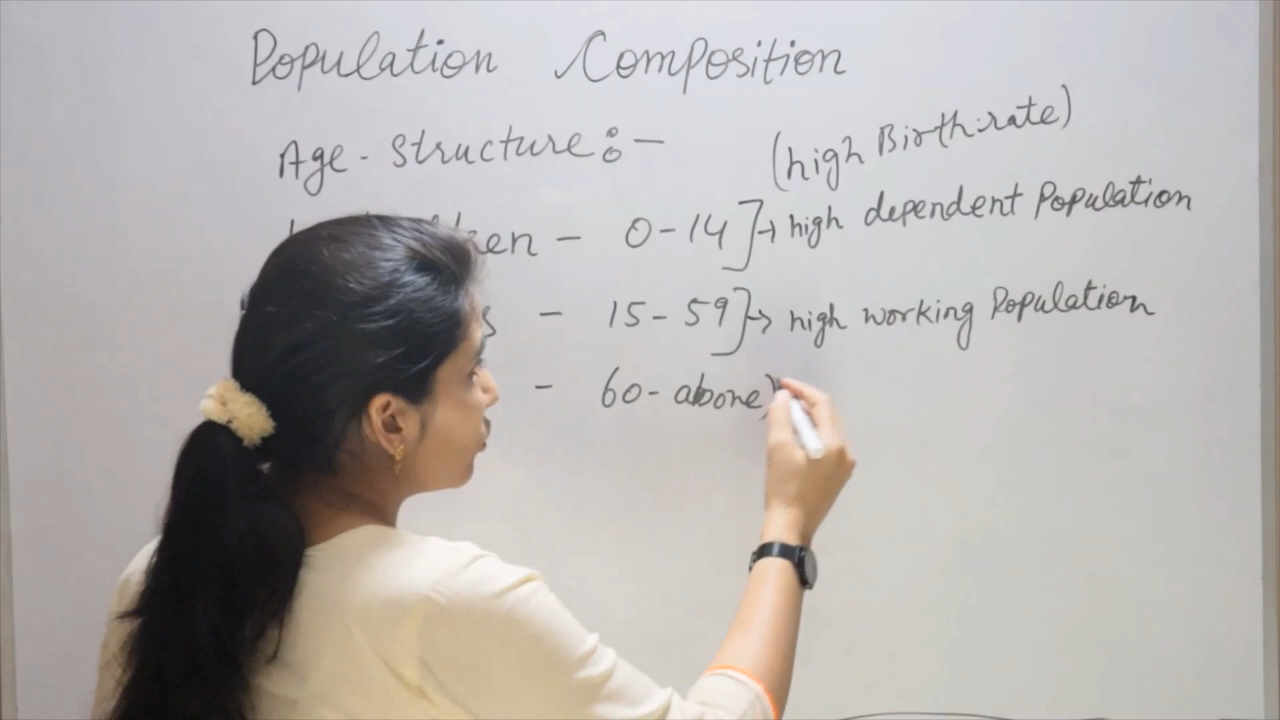 Population Composition
Age-Structure:-
(high Birth-rate)
- 0-14] → high dependent Population
- 15-59] → high working Population
- 60-above]